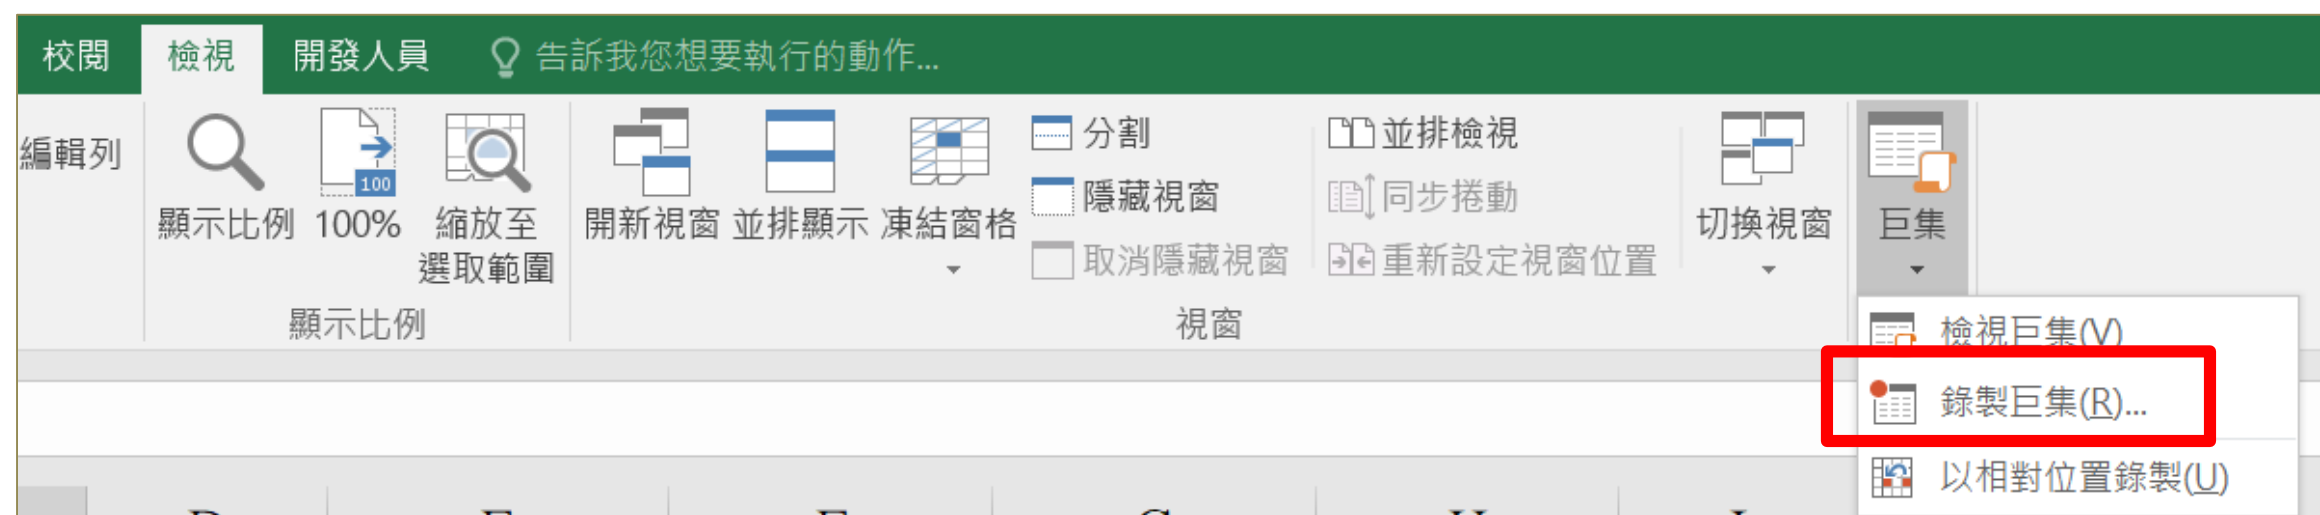 校閱 檢視 開發人員 告訴我您想要執行的動作...
編輯列
顯示比例
100
100%
縮放至
選取範圍
顯示比例
開新視窗
並排顯示
凍結窗格
分割
隱藏視窗
取消隱藏視窗
並排檢視
同步捲動
重新設定視窗位置
切換視窗
視窗
巨集
檢視巨集(V)
錄製巨集(R)...
以相對位置錄製(U)